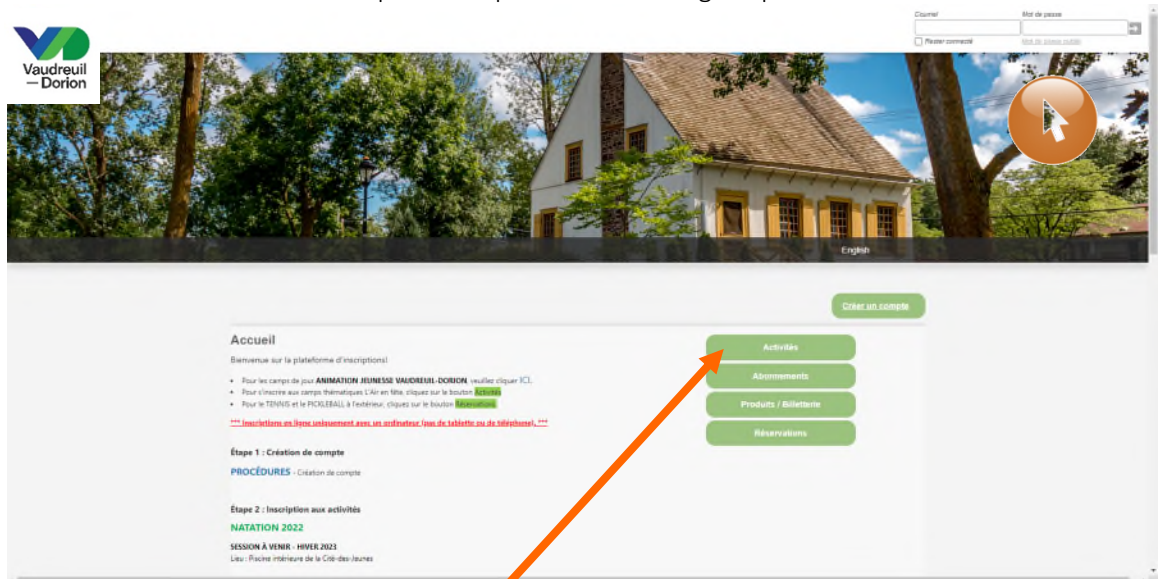 Courriel Mot de passe
Rester connecté Mot de passe oublié
Vaudreuil
— Dorion
English
Créer un compte
Accueil
Bienvenue sur la plateforme d'inscriptions!
• Pour les camps de jour ANIMATION JEUNESSE VAUDREUIL-DORION, veuillez cliquer ICI.
• Pour s'inscrire aux camps thématiques L'Air en fête, cliquez sur le bouton Activités
• Pour le TENNIS et le PICKLEBALL à l'extérieur, cliquez sur le bouton Réservations.
*** Inscriptions en ligne uniquement avec un ordinateur (pas de tablette ou de téléphone). ***
Étape 1 : Création de compte
PROCÉDURES - Création de compte
Étape 2 : Inscription aux activités
NATATION 2022
SESSION À VENIR - HIVER 2023
Lieu : Piscine intérieure de la Cité-des-Jeunes
Activités
Abonnements
Produits / Billetterie
Réservations